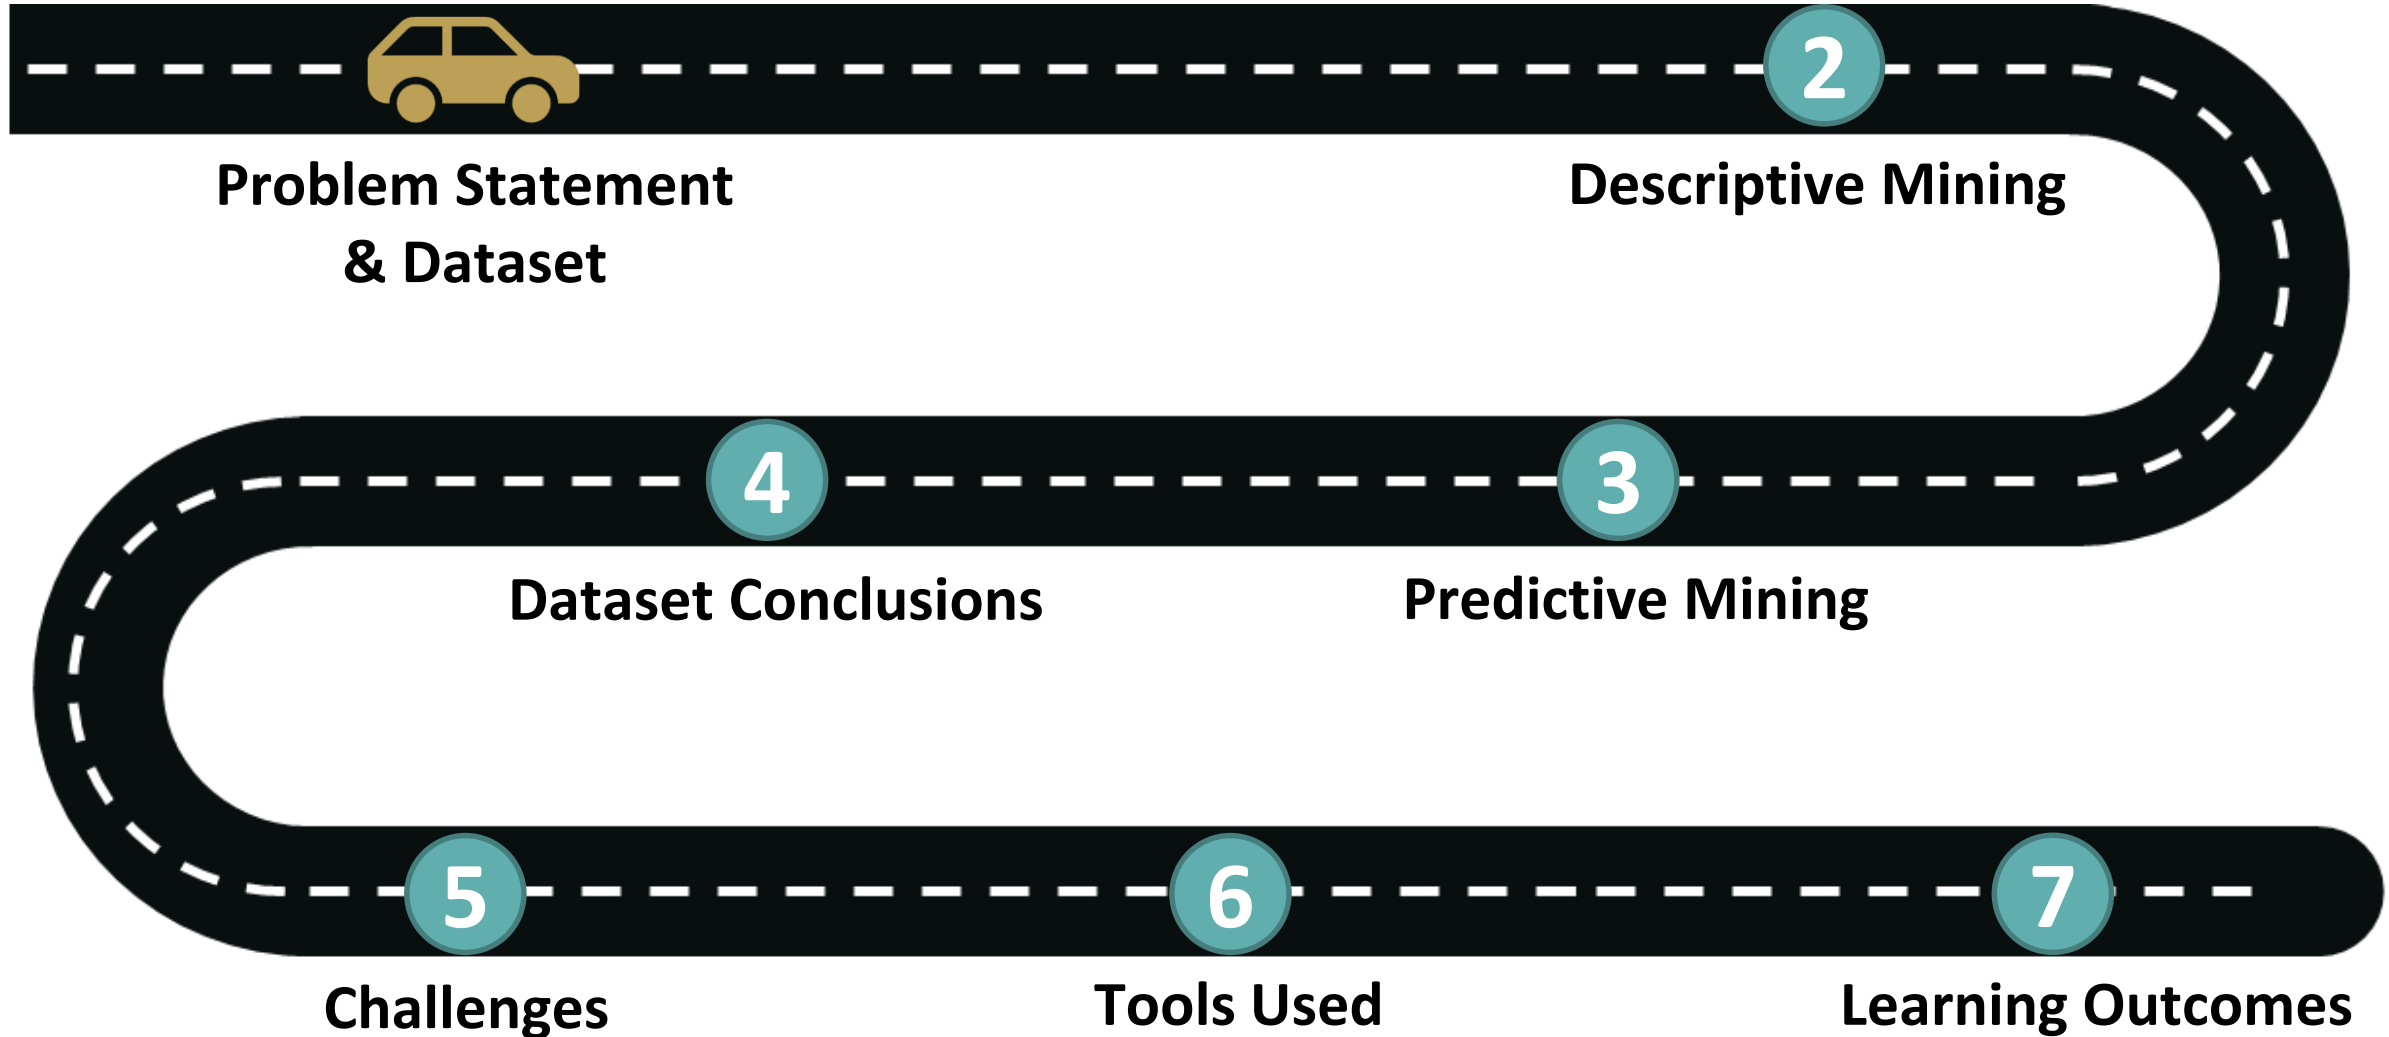 2
Problem Statement
& Dataset
Descriptive Mining
3
Predictive Mining
4
Dataset Conclusions
5
Challenges
6
Tools Used
7
Learning Outcomes